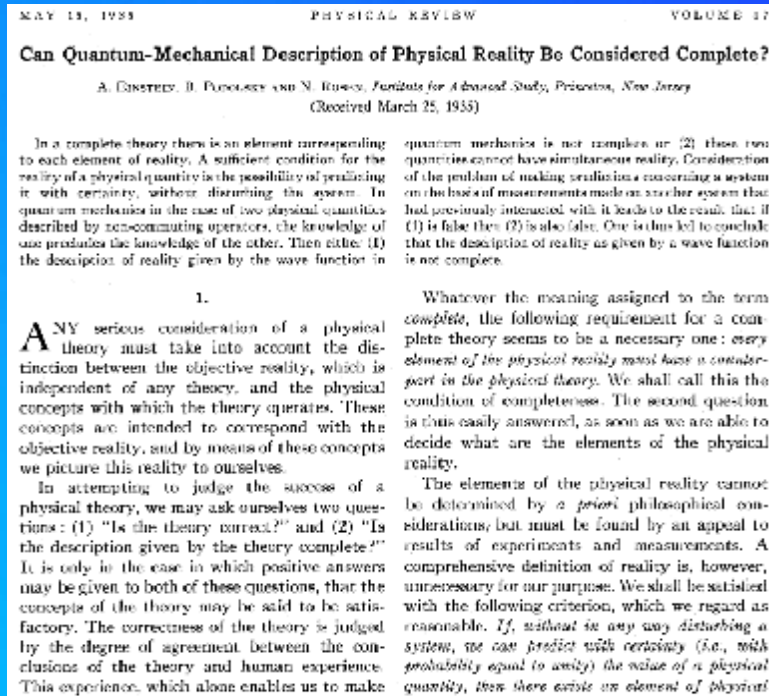 MAY 15, 1935
PHYSICAL REVIEW
VOLUME 47
Can Quantum-Mechanical Description of Physical Reality Be Considered Complete?
A. EINSTEIN, B. PODOLSKY AND N. ROSEN, Institute for Advanced Study, Princeton, New Jersey
(Received March 25, 1935)
In a complete theory there is an element corresponding
to each element of reality. A sufficient condition for the
reality of a physical quantity is the possibility of predicting
it with certainty, without disturbing the system. In
quantum mechanics in the case of two physical quantities
described by non-commuting operators, the knowledge of
one precludes the knowledge of the other. Then either (1)
the description of reality given by the wave function in
quantum mechanics is not complete or (2) these two
quantities cannot have simultaneous reality. Consideration
of the problem of making predictions concerning a system
on the basis of measurements made on another system that
had previously interacted with it leads to the result that if
(1) is false then (2) is also false. One is thus led to conclude
that the description of reality as given by a wave function
is not complete.
1.
ANY serious consideration of a physical
theory must take into account the dis-
tinction between the objective reality, which is
independent of any theory, and the physical
concepts with which the theory operates. These
concepts are intended to correspond with the
objective reality, and by means of these concepts
we picture this reality to ourselves.
In attempting to judge the success of a
physical theory, we may ask ourselves two ques-
tions: (1) "Is the theory correct?" and (2) "Is
the description given by the theory complete?"
It is only in the case in which positive answers
may be given to both of these questions, that the
concepts of the theory may be said to be satis-
factory. The correctness of the theory is judged
by the degree of agreement between the con-
clusions of the theory and human experience.
This experience, which alone enables us to make
Whatever the meaning assigned to the term
complete, the following requirement for a com-
plete theory seems to be a necessary one: every
element of the physical reality must have a counter-
part in the physical theory. We shall call this the
condition of completeness. The second question
is thus easily answered, as soon as we are able to
decide what are the elements of the physical
reality.
The elements of the physical reality cannot
be determined by a priori philosophical con-
siderations, but must be found by an appeal to
results of experiments and measurements. A
comprehensive definition of reality is, however,
unnecessary for our purpose. We shall be satisfied
with the following criterion, which we regard as
reasonable. If, without in any way disturbing a
system, we can predict with certainty (i.e., with
probability equal to unity) the value of a physical
quantity, then there exists an element of physical